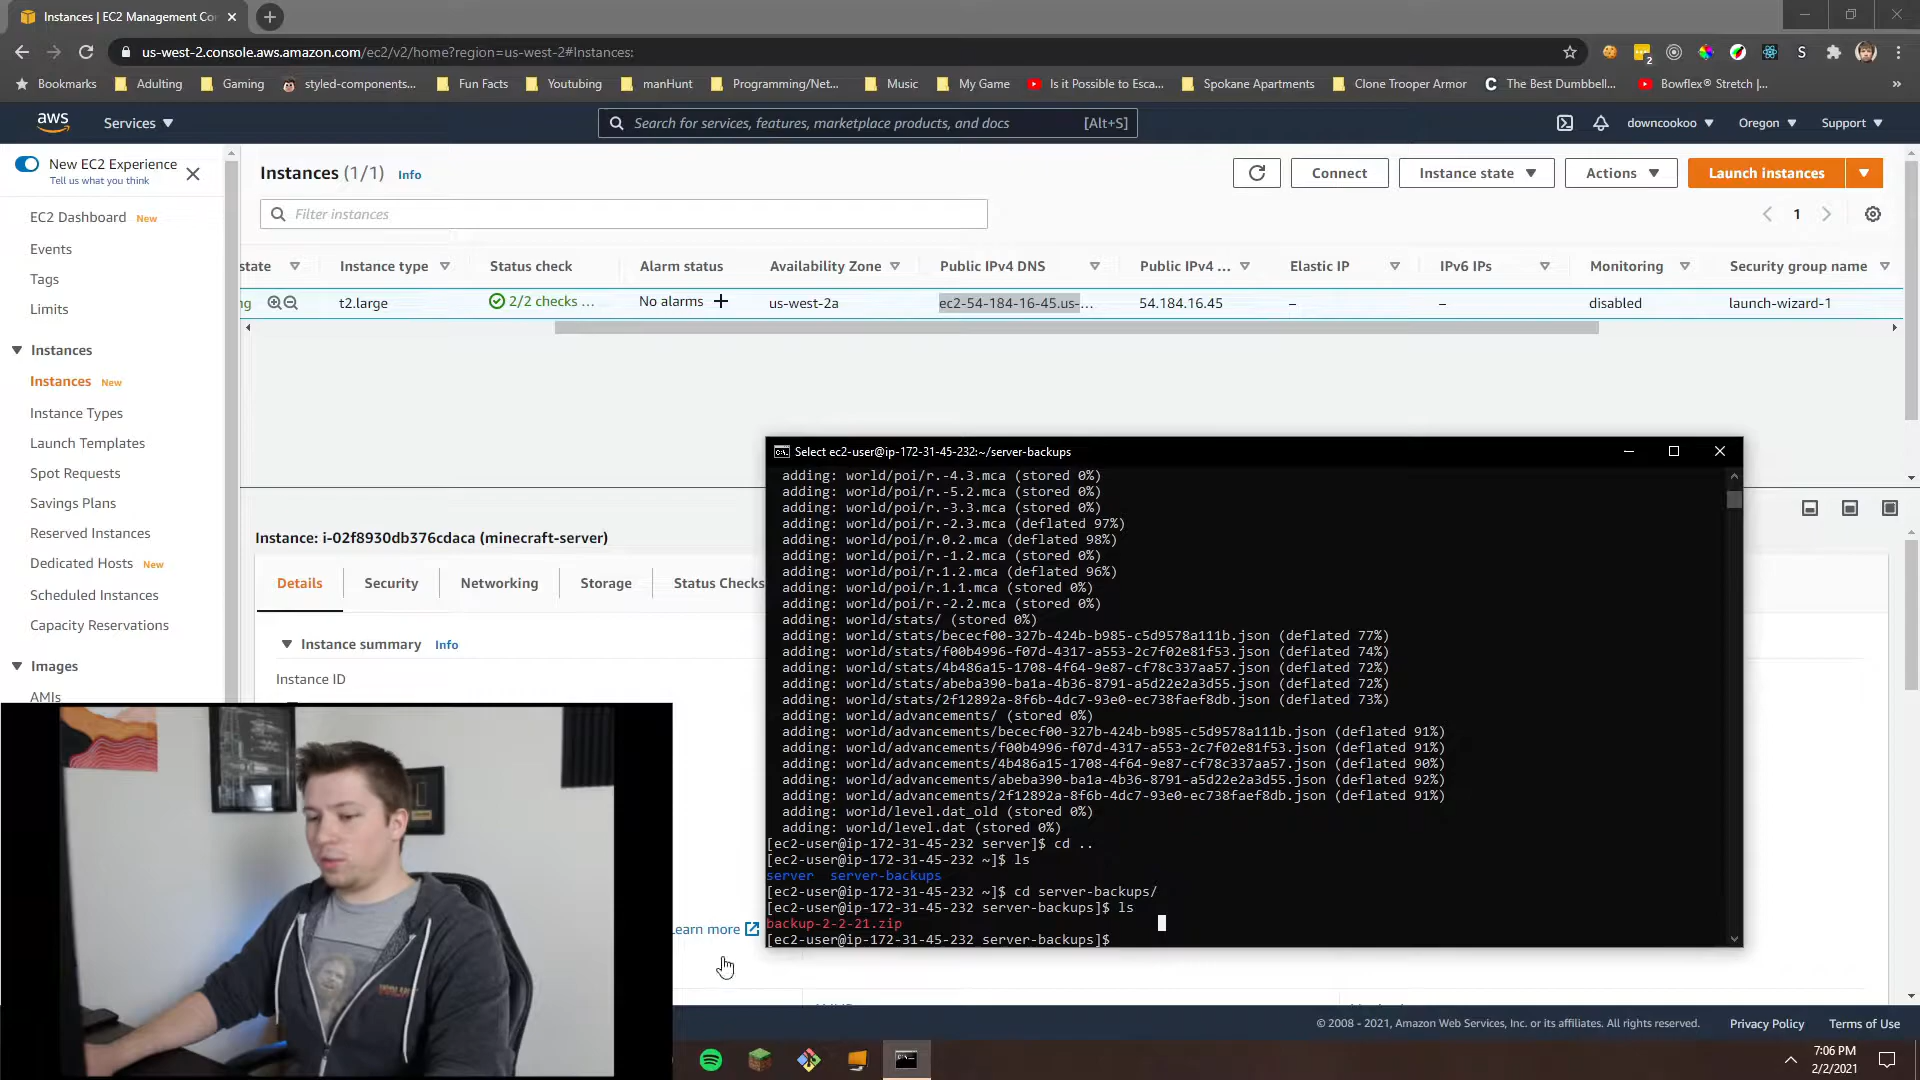 Instances | EC2 Management Co
us-west-2.console.aws.amazon.com/ec2/v2/home?region=us-west-2#Instances:
2
Bookmarks
Adulting
Gaming
styled-components...
Fun Facts
Youtubing
manHunt
Programming/Net...
Music
My Game
Is it Possible to Esca...
Spokane Apartments
Clone Trooper Armor
The Best Dumbbell...
Bowflex® Stretch |...
aws
Services
Search for services, features, marketplace products, and docs
[Alt+S]
downcookoo
Oregon
Support
New EC2 Experience
Tell us what you think
EC2 Dashboard New
Events
Tags
Limits
Instances
Instances New
Instance Types
Launch Templates
Spot Requests
Savings Plans
Reserved Instances
Dedicated Hosts New
Scheduled Instances
Capacity Reservations
Images
AMIs
Instances (1/1) Info
Connect
Instance state
Actions
Launch instances
Filter instances
1
state
Instance type
Status check
Alarm status
Availability Zone
Public IPv4 DNS
Public IPv4 ...
Elastic IP
IPv6 IPs
Monitoring
Security group name
ng
t2.large
2/2 checks ...
No alarms +
us-west-2a
ec2-54-184-16-45.us-...
54.184.16.45
–
–
disabled
launch-wizard-1
Instance: i-02f8930db376cdaca (minecraft-server)
Details
Security
Networking
Storage
Status Checks
Instance summary Info
Instance ID
Learn more
Select ec2-user@ip-172-31-45-232:~/server-backups
adding: world/poi/r.-4.3.mca (stored 0%)
adding: world/poi/r.-5.2.mca (stored 0%)
adding: world/poi/r.-3.3.mca (stored 0%)
adding: world/poi/r.-2.3.mca (deflated 97%)
adding: world/poi/r.0.2.mca (deflated 98%)
adding: world/poi/r.-1.2.mca (stored 0%)
adding: world/poi/r.1.2.mca (deflated 96%)
adding: world/poi/r.1.1.mca (stored 0%)
adding: world/poi/r.-2.2.mca (stored 0%)
adding: world/stats/ (stored 0%)
adding: world/stats/bececf00-327b-424b-b985-c5d9578a111b.json (deflated 77%)
adding: world/stats/f00b4996-f07d-4317-a553-2c7f02e81f53.json (deflated 74%)
adding: world/stats/4b486a15-1708-4f64-9e87-cf78c337aa57.json (deflated 72%)
adding: world/stats/abeba390-ba1a-4b36-8791-a5d22e2a3d55.json (deflated 72%)
adding: world/stats/2f12892a-8f6b-4dc7-93e0-ec738faef8db.json (deflated 73%)
adding: world/advancements/ (stored 0%)
adding: world/advancements/bececf00-327b-424b-b985-c5d9578a111b.json (deflated 91%)
adding: world/advancements/f00b4996-f07d-4317-a553-2c7f02e81f53.json (deflated 91%)
adding: world/advancements/4b486a15-1708-4f64-9e87-cf78c337aa57.json (deflated 90%)
adding: world/advancements/abeba390-ba1a-4b36-8791-a5d22e2a3d55.json (deflated 92%)
adding: world/advancements/2f12892a-8f6b-4dc7-93e0-ec738faef8db.json (deflated 91%)
adding: world/level.dat_old (stored 0%)
adding: world/level.dat (stored 0%)
[ec2-user@ip-172-31-45-232 server]$ cd ..
[ec2-user@ip-172-31-45-232 ~]$ ls
server server-backups
[ec2-user@ip-172-31-45-232 ~]$ cd server-backups/
[ec2-user@ip-172-31-45-232 server-backups]$ ls
backup-2-2-21.zip
[ec2-user@ip-172-31-45-232 server-backups]$
© 2008 - 2021, Amazon Web Services, Inc. or its affiliates. All rights reserved.
Privacy Policy
Terms of Use
7:06 PM
2/2/2021